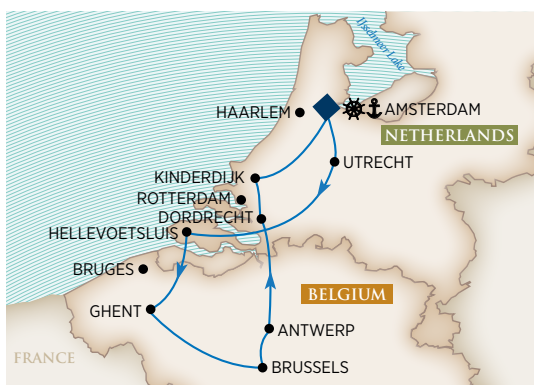 IJsselmeer Lake
HAARLEM
AMSTERDAM
NETHERLANDS
UTRECHT
KINDERDIJK
ROTTERDAM
DORDRECHT
HELLEVOETSLUIS
BRUGES
BELGIUM
GHENT
ANTWERP
FRANCE
BRUSSELS